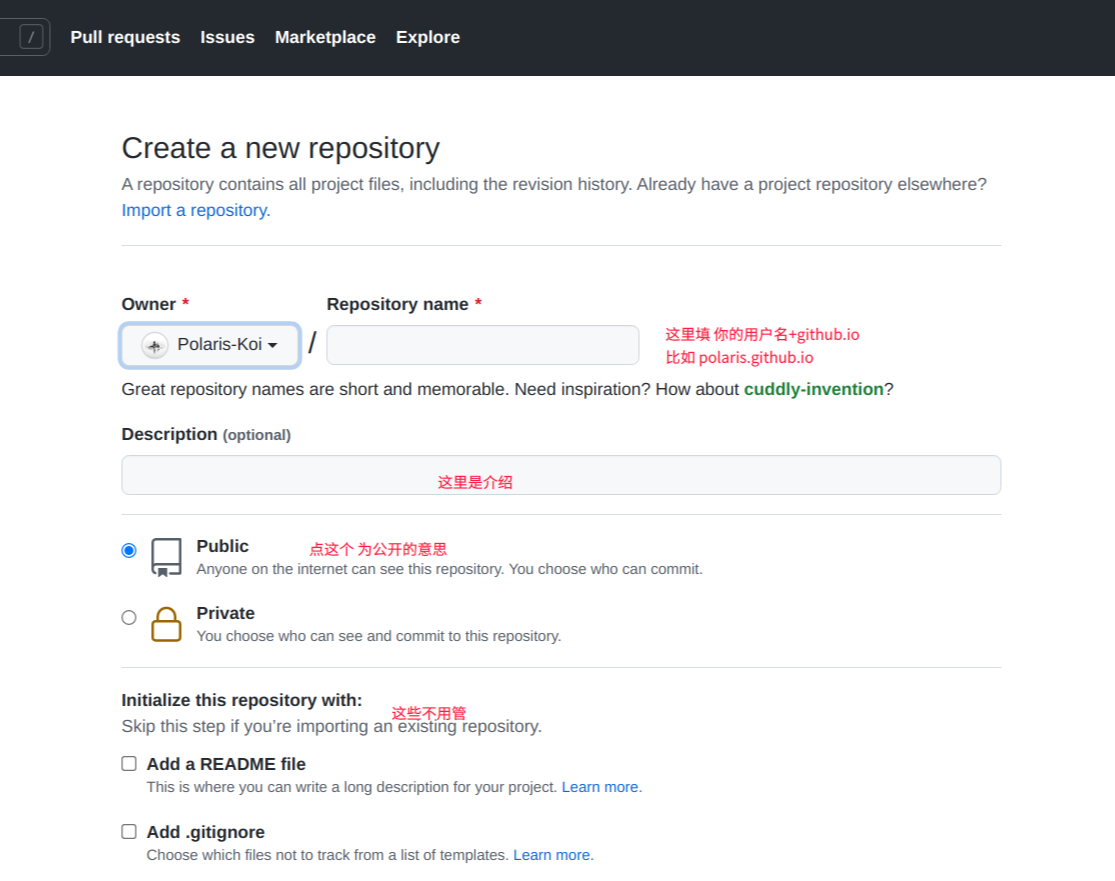 / Pull requests Issues Marketplace Explore
Create a new repository
A repository contains all project files, including the revision history. Already have a project repository elsewhere?
Import a repository.
Owner * Repository name *
Polaris-Koi /
这里填 你的用户名+github.io
比如 polaris.github.io
Great repository names are short and memorable. Need inspiration? How about cuddly-invention?
Description (optional)
这里是介绍
Public 点这个 为公开的意思
Anyone on the internet can see this repository. You choose who can commit.
Private
You choose who can see and commit to this repository.
Initialize this repository with:
这些不用管
Skip this step if you’re importing an existing repository.
Add a README file
This is where you can write a long description for your project. Learn more.
Add .gitignore
Choose which files not to track from a list of templates. Learn more.